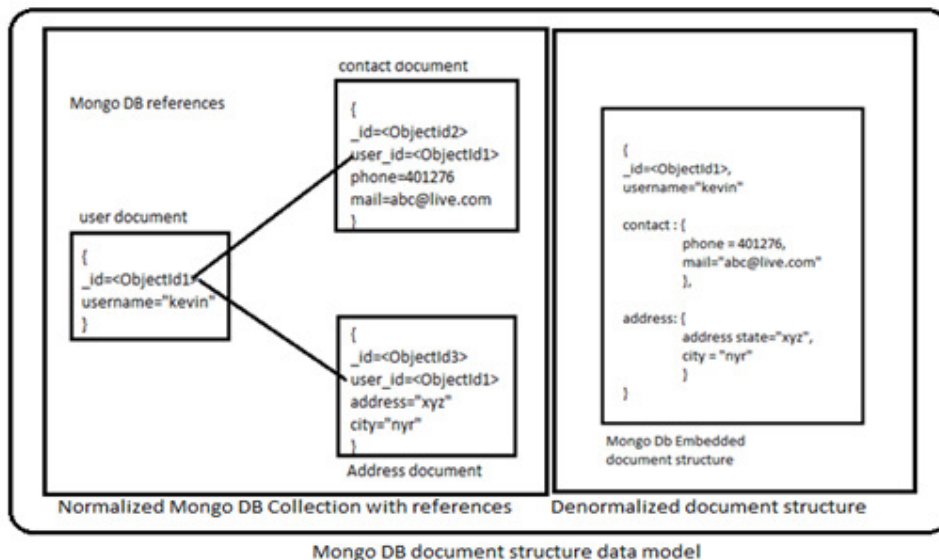 Mongo DB references
user document
{
_id=<ObjectId1>
username="kevin"
}
contact document
{
_id=<Objectid2>
user_id=<ObjectId1>
phone=401276
mail=abc@live.com
}
{
_id=<ObjectId3>
user_id=<ObjectId1>
address="xyz"
city="nyr"
}
Address document
Normalized Mongo DB Collection with references
{
_id=<ObjectId1>,
username="kevin"
contact : {
phone = 401276,
mail="abc@live.com"
},
address: {
address state="xyz",
city = "nyr"
}
}
Mongo Db Embedded
document structure
Denormalized document structure
Mongo DB document structure data model